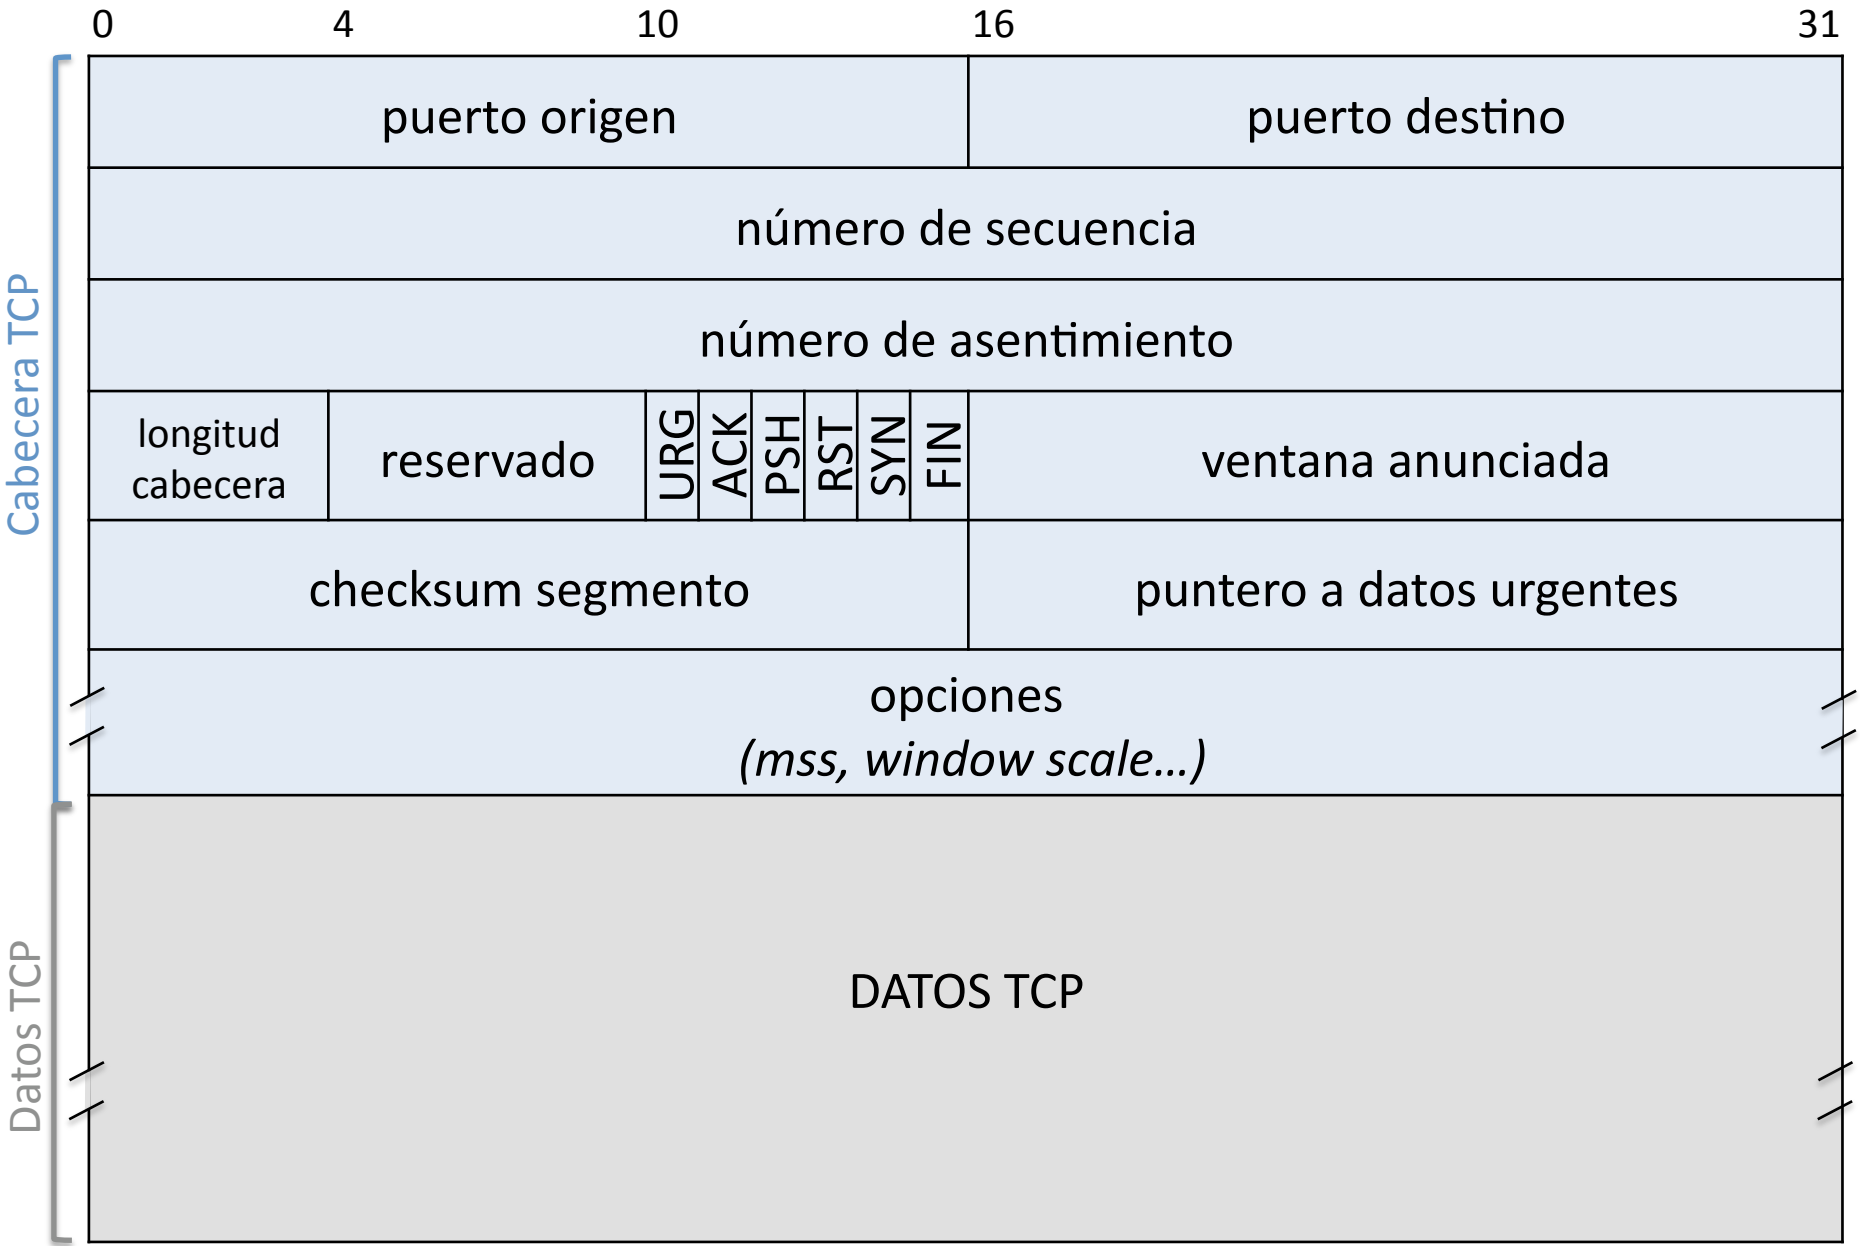 0 4 10 16 31
Cabecera TCP
puerto origen puerto destino
número de secuencia
número de asentimiento
longitud
cabecera
reservado
URG
ACK
PSH
RST
SYN
FIN
ventana anunciada
checksum segmento puntero a datos urgentes
opciones
(mss, window scale...)
Datos TCP
DATOS TCP